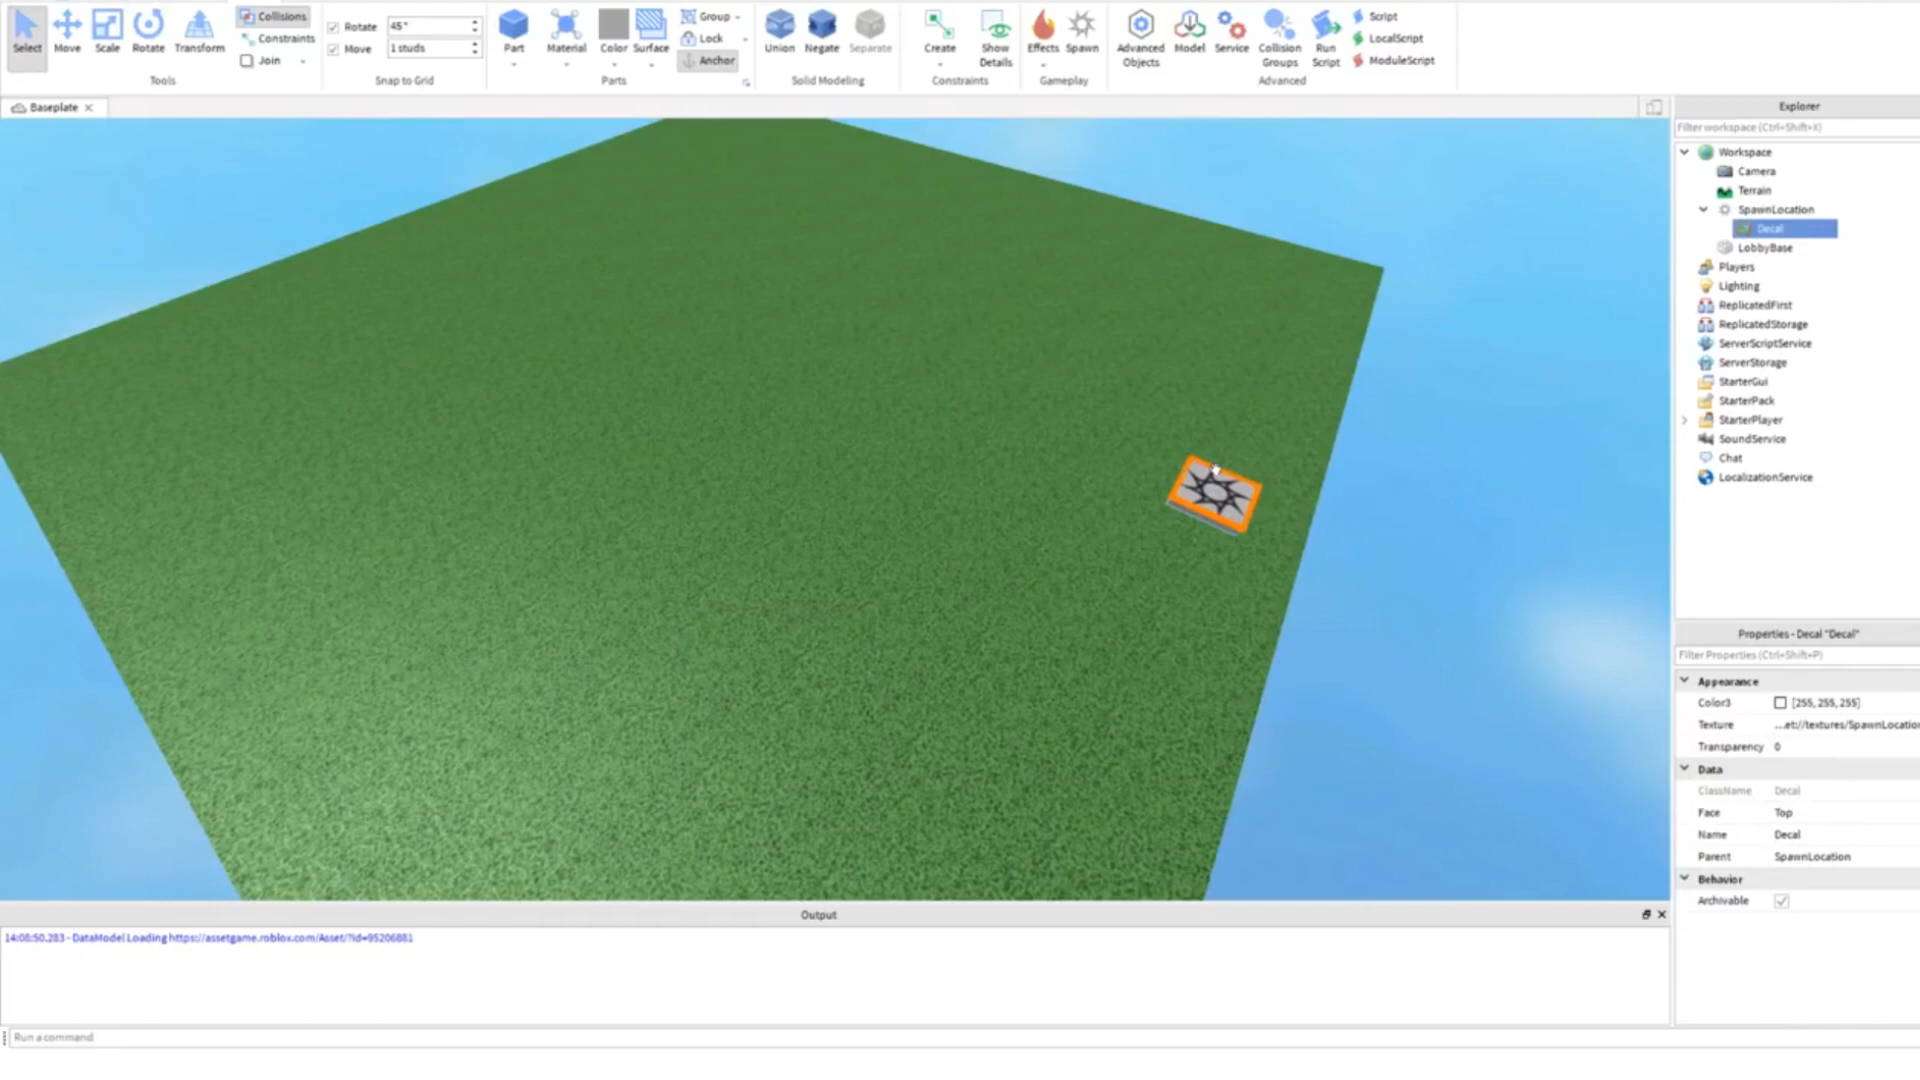 Select
Move
Scale
Rotate
Transform
Collisions
Constraints
Join
Tools
Rotate 45°
Move 1 studs
Snap to Grid
Part
Material
Color
Surface
Group
Lock
Anchor
Parts
Union
Negate
Separate
Solid Modeling
Create
Show Details
Constraints
Effects
Spawn
Gameplay
Advanced Objects
Model
Service
Collision Groups
Run Script
Script
LocalScript
ModuleScript
Advanced
Baseplate
Explorer
Filter workspace (Ctrl+Shift+X)
Workspace
Camera
Terrain
SpawnLocation
Decal
LobbyBase
Players
Lighting
ReplicatedFirst
ReplicatedStorage
ServerScriptService
ServerStorage
StarterGui
StarterPack
StarterPlayer
SoundService
Chat
LocalizationService
Properties - Decal "Decal"
Filter Properties (Ctrl+Shift+P)
Appearance
Color3 [255, 255, 255]
Texture ...et://textures/SpawnLocation
Transparency 0
Data
ClassName Decal
Face Top
Name Decal
Parent SpawnLocation
Behavior
Archivable
Output
14:08:50.283 - DataModel Loading https://assetgame.roblox.com/Asset/?id=95206881
Run a command